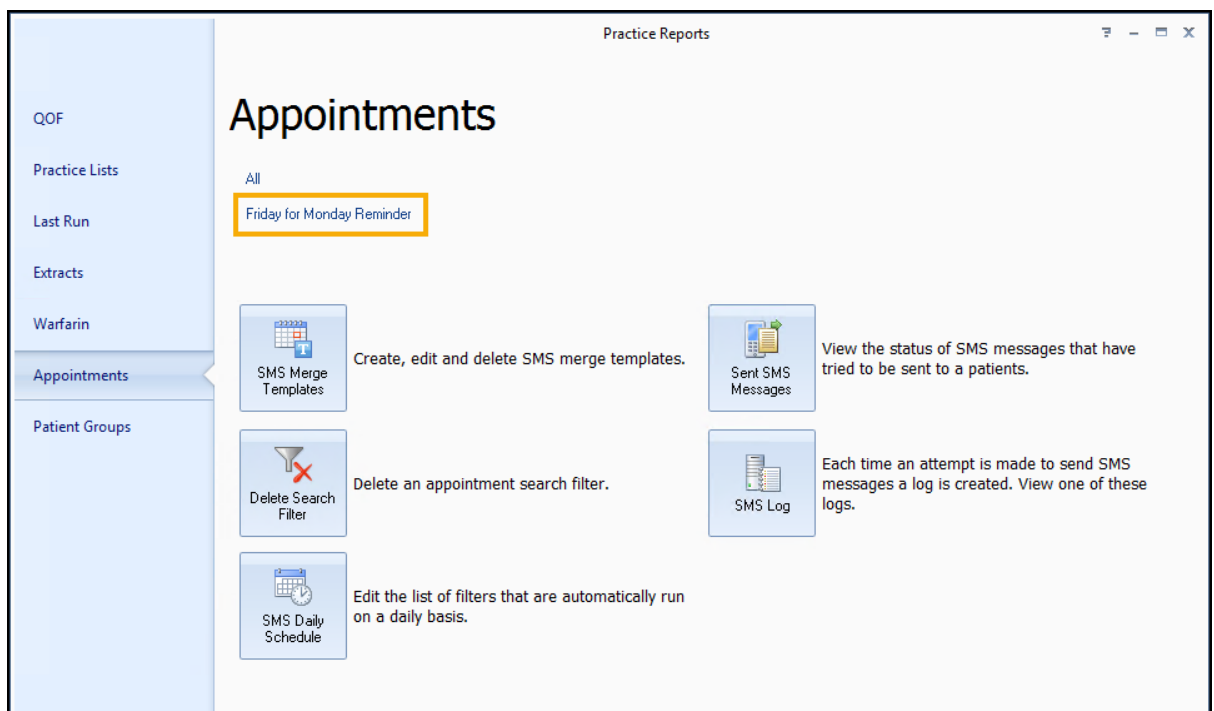 Practice Reports
QOF
Practice Lists
Last Run
Extracts
Warfarin
Appointments
Patient Groups
Appointments
All
Friday for Monday Reminder
SMS Merge
Templates
Create, edit and delete SMS merge templates.
Sent SMS
Messages
View the status of SMS messages that have
tried to be sent to a patients.
Delete Search
Filter
Delete an appointment search filter.
SMS Log
Each time an attempt is made to send SMS
messages a log is created. View one of these
logs.
SMS Daily
Schedule
Edit the list of filters that are automatically run
on a daily basis.